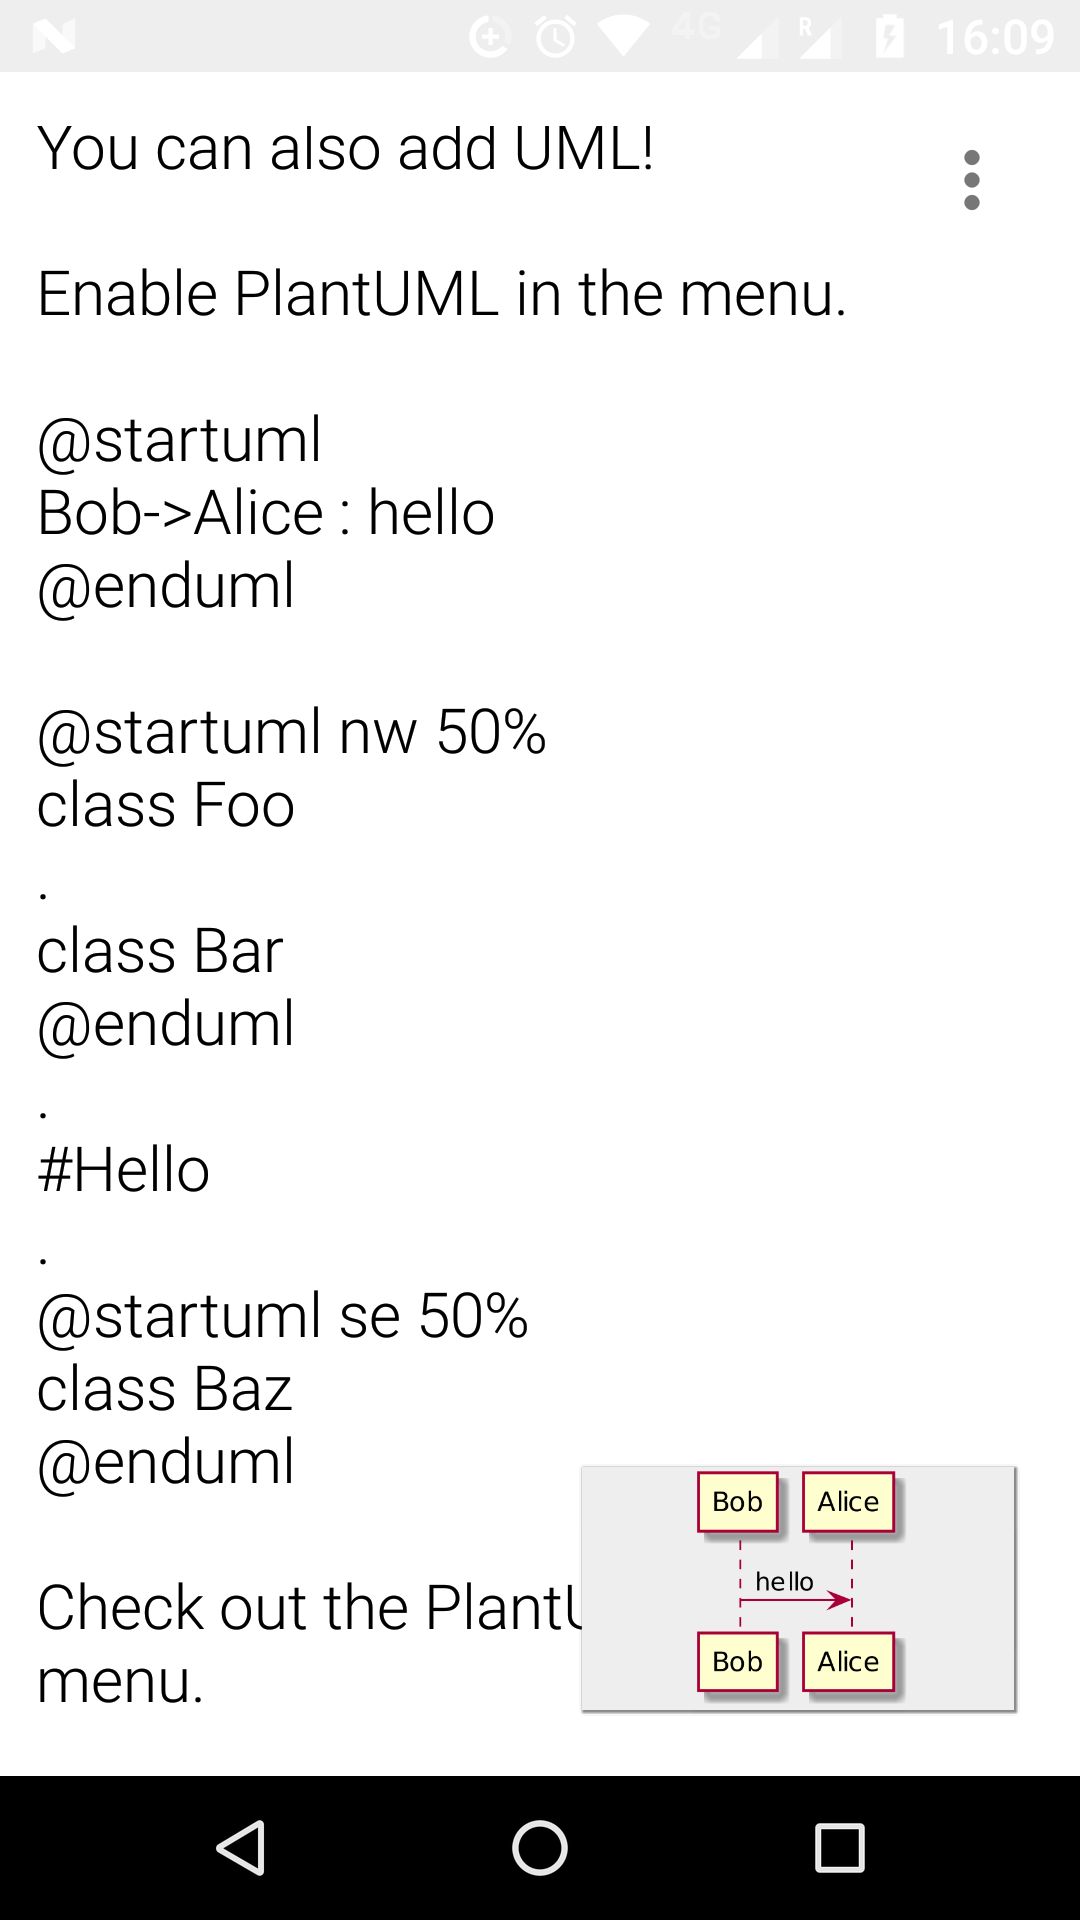 4G
R
16:09
You can also add UML!
Enable PlantUML in the menu.
@startuml
Bob->Alice : hello
@enduml
@startuml nw 50%
class Foo
.
class Bar
@enduml
.
#Hello
.
@startuml se 50%
class Baz
@enduml
Check out the Plant
menu.
Bob Alice
hello
Bob Alice